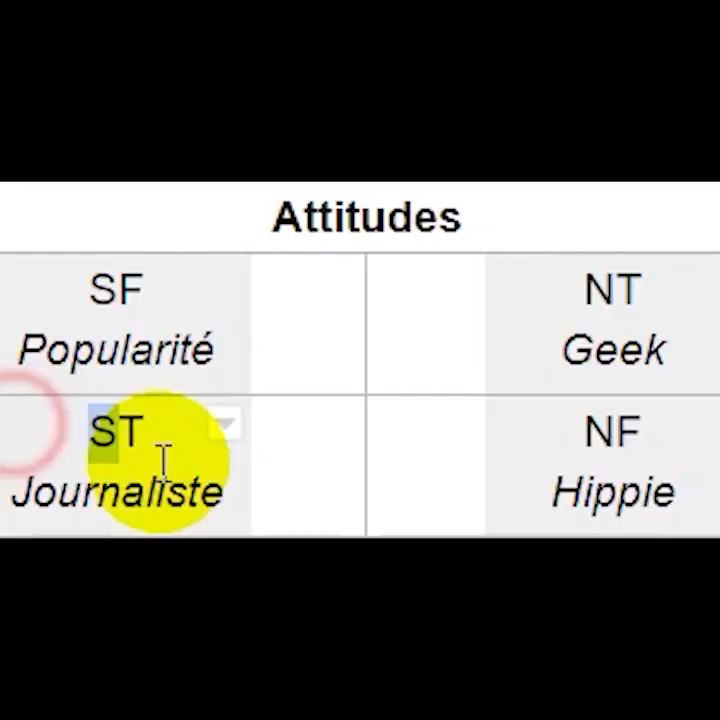 Attitudes
SF NT
Popularité Geek
ST NF
Journaliste Hippie